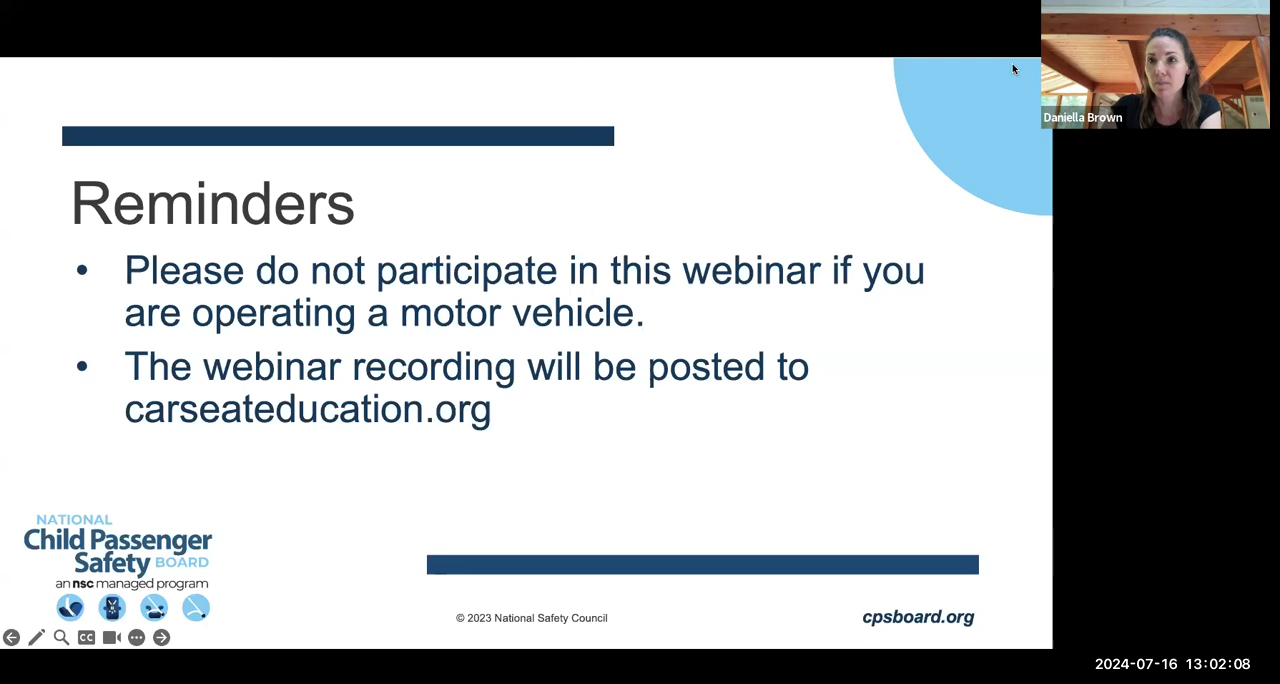 Daniella Brown
Reminders
• Please do not participate in this webinar if you
are operating a motor vehicle.
• The webinar recording will be posted to
carseateducation.org
NATIONAL
Child Passenger
Safety BOARD
an nsc managed program
© 2023 National Safety Council
cpsboard.org
CC
2024-07-16 13:02:08